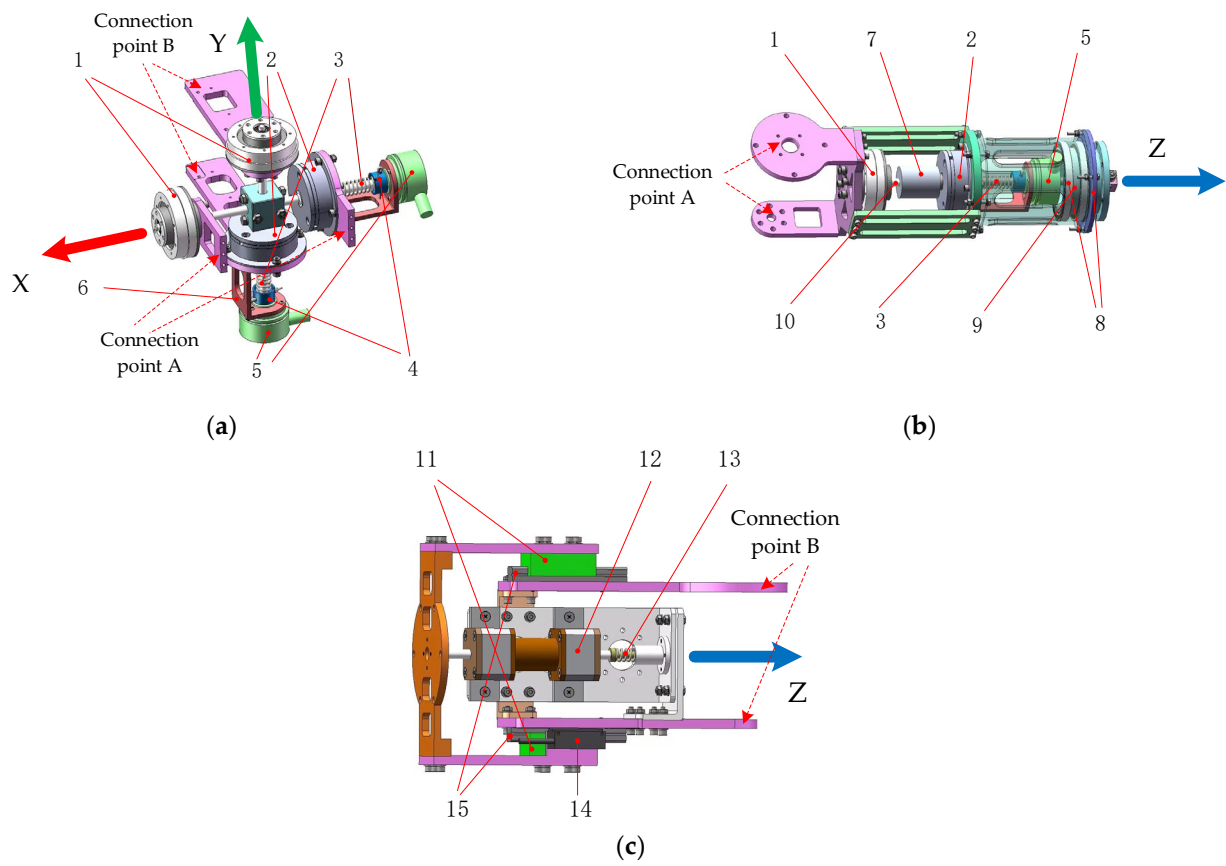 Connection
point B
Y
1
2
3
X
6
Connection
point A
5
4
(a)
1
7
2
5
Z
Connection
point A
10
3
9
8
(b)
11
12
13
Connection
point B
Z
15
14
(c)